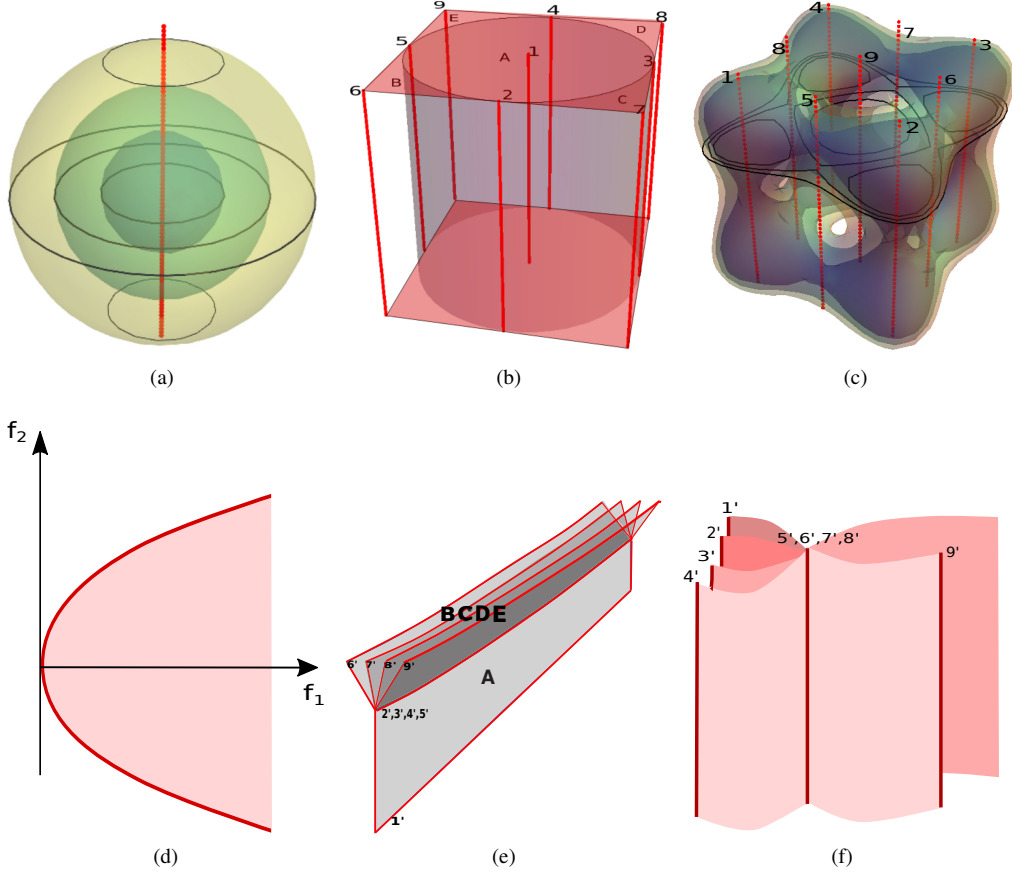 9 4 8
E D
5 A 1 3
B C
6 2 7
4 7 3
8 9
1 6
5 2
(a) (b) (c)
f2
f1
BCDE
6' 7' 8' 9'
A
2',3',4',5'
1'
1'
2' 5',6',7',8'
3' 9'
4'
(d) (e) (f)